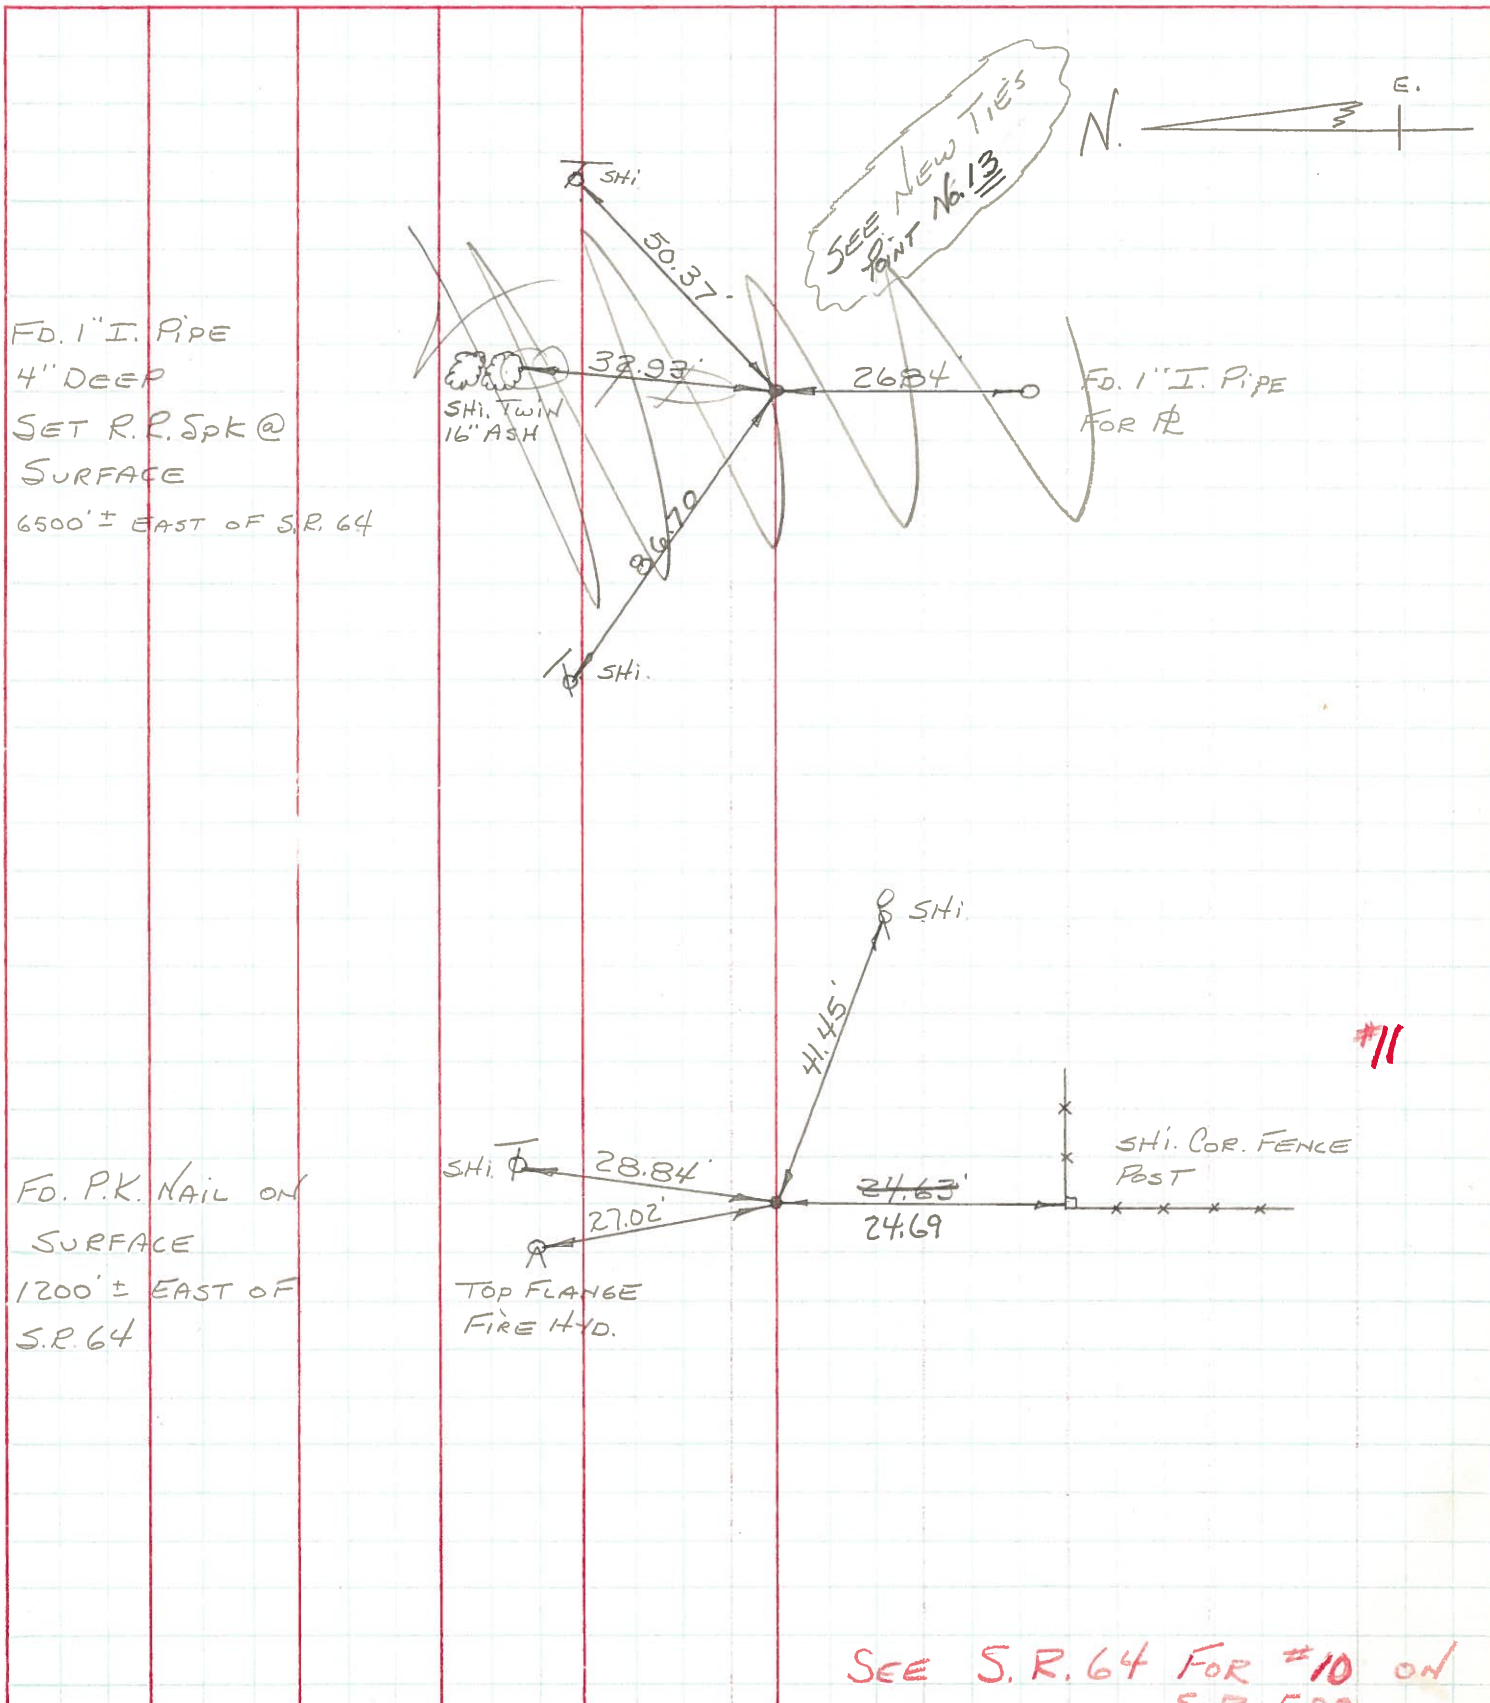 N.
E.
SEE NEW TIES
POINT No. 13
SHi
50.37'
FD. 1" I. PiPE
4" DEEP
SET R.R. SPK @
SURFACE
6500' ± EAST OF S.R. 64
SHi. TWiN
16" ASH
26.84'
FD. 1" I. PiPE
FOR PL
86.70
SHi.
SHi.
41.45'
#11
FD. P.K. NAIL ON
SURFACE
1200' ± EAST OF
S.R. 64
SHi.
28.84'
27.02'
TOP FLANGE
FIRE HYD.
24.63'
24.69
SHi. COR. FENCE
POST
SEE S.R. 64 FOR #10 ON